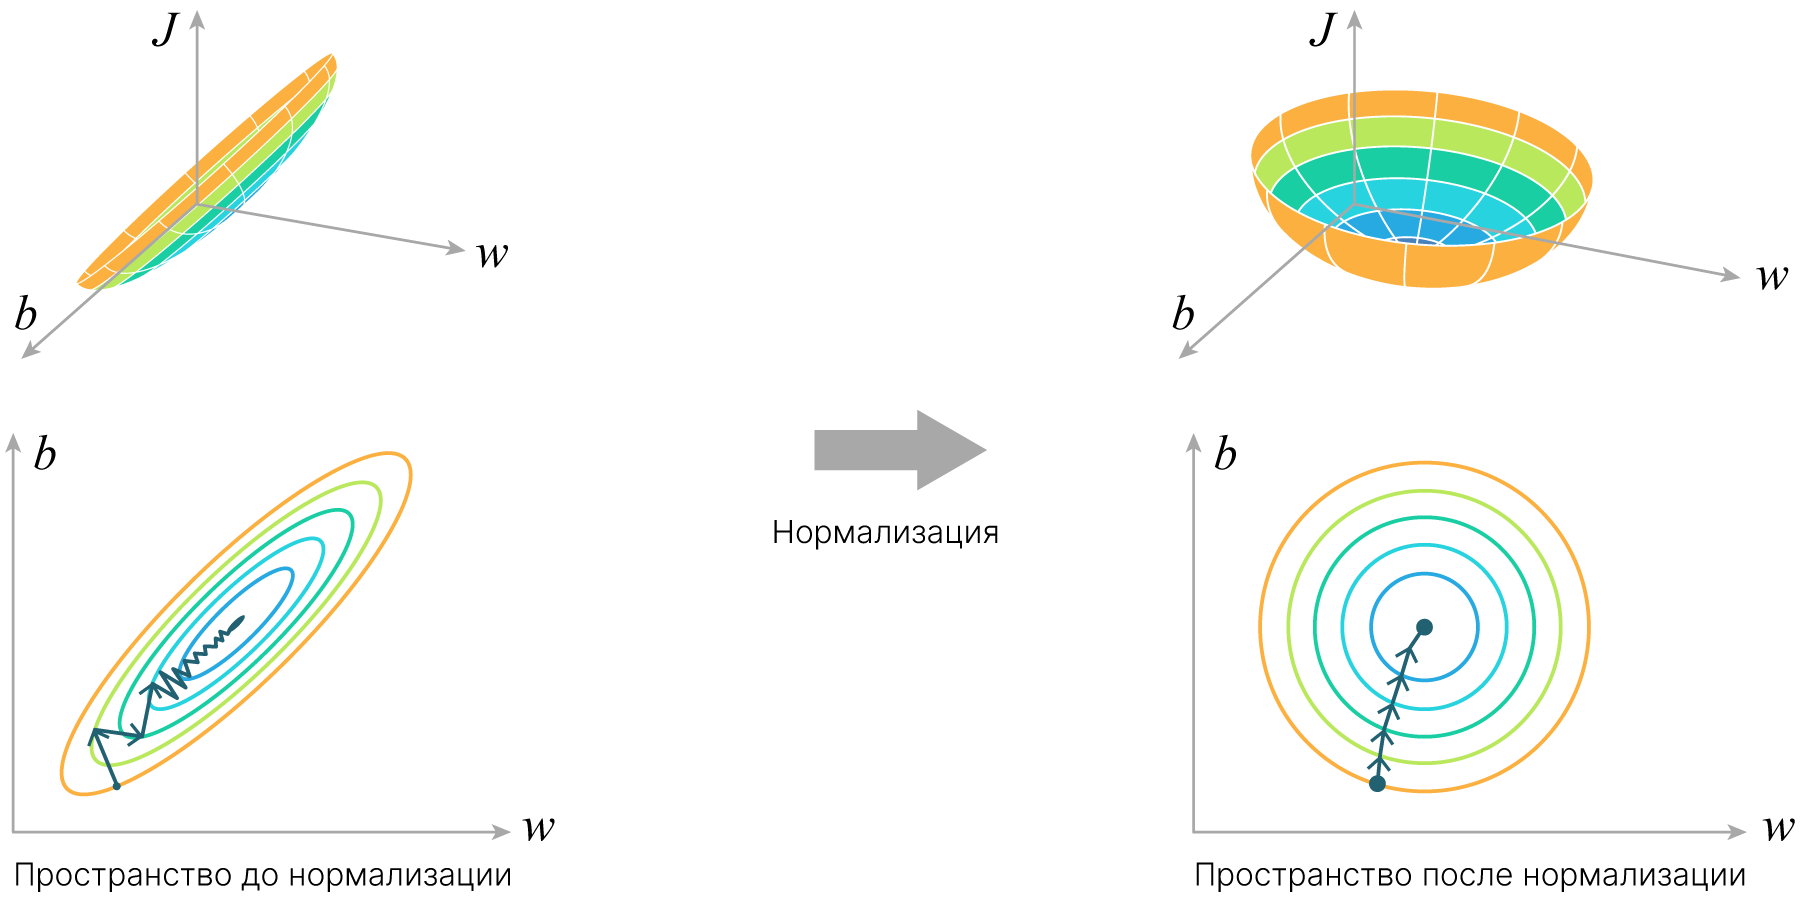 J
w
b
J
w
b
b
w
Пространство до нормализации
Нормализация
b
w
Пространство после нормализации